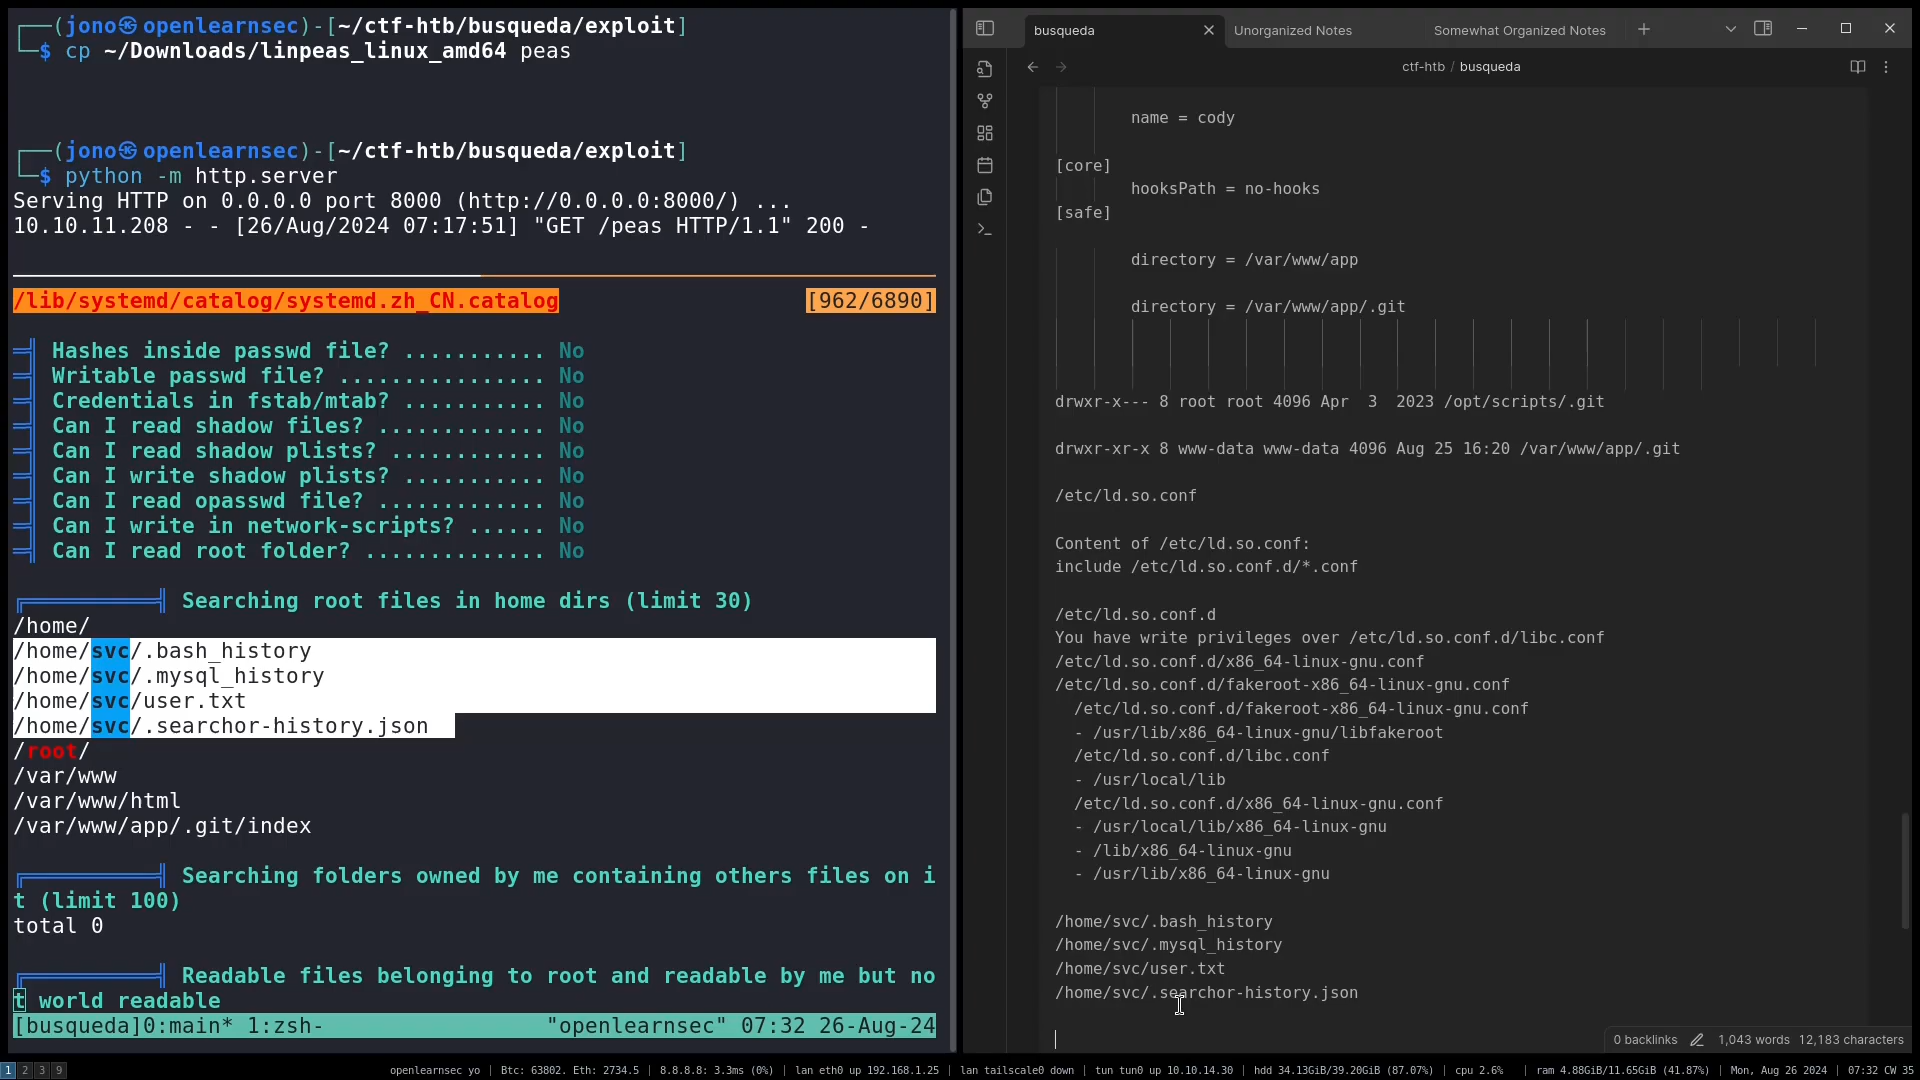 ┌──(jono㉿openlearnsec)-[~/ctf-htb/busqueda/exploit]
└─$ cp ~/Downloads/linpeas_linux_amd64 peas
┌──(jono㉿openlearnsec)-[~/ctf-htb/busqueda/exploit]
└─$ python -m http.server
Serving HTTP on 0.0.0.0 port 8000 (http://0.0.0.0:8000/) ...
10.10.11.208 - - [26/Aug/2024 07:17:51] "GET /peas HTTP/1.1" 200 -
/lib/systemd/catalog/systemd.zh_CN.catalog [962/6890]
═╣ Hashes inside passwd file? ........... No
═╣ Writable passwd file? ................ No
═╣ Credentials in fstab/mtab? ........... No
═╣ Can I read shadow files? ............. No
═╣ Can I read shadow plists? ............ No
═╣ Can I write shadow plists? ........... No
═╣ Can I read opasswd file? ............. No
═╣ Can I write in network-scripts? ...... No
═╣ Can I read root folder? .............. No
╔══════════╣ Searching root files in home dirs (limit 30)
/home/
/home/svc/.bash_history
/home/svc/.mysql_history
/home/svc/user.txt
/home/svc/.searchor-history.json
/root/
/var/www
/var/www/html
/var/www/app/.git/index
╔══════════╣ Searching folders owned by me containing others files on i
t (limit 100)
total 0
╔══════════╣ Readable files belonging to root and readable by me but no
t world readable
[busqueda]0:main* 1:zsh- "openlearnsec" 07:32 26-Aug-24
busqueda
Unorganized Notes
Somewhat Organized Notes
ctf-htb / busqueda
name = cody
[core]
hooksPath = no-hooks
[safe]
directory = /var/www/app
directory = /var/www/app/.git
drwxr-x--- 8 root root 4096 Apr  3  2023 /opt/scripts/.git
drwxr-xr-x 8 www-data www-data 4096 Aug 25 16:20 /var/www/app/.git
/etc/ld.so.conf
Content of /etc/ld.so.conf:
include /etc/ld.so.conf.d/*.conf
/etc/ld.so.conf.d
You have write privileges over /etc/ld.so.conf.d/libc.conf
/etc/ld.so.conf.d/x86_64-linux-gnu.conf
/etc/ld.so.conf.d/fakeroot-x86_64-linux-gnu.conf
/etc/ld.so.conf.d/fakeroot-x86_64-linux-gnu.conf
- /usr/lib/x86_64-linux-gnu/libfakeroot
/etc/ld.so.conf.d/libc.conf
- /usr/local/lib
/etc/ld.so.conf.d/x86_64-linux-gnu.conf
- /usr/local/lib/x86_64-linux-gnu
- /lib/x86_64-linux-gnu
- /usr/lib/x86_64-linux-gnu
/home/svc/.bash_history
/home/svc/.mysql_history
/home/svc/user.txt
/home/svc/.searchor-history.json
0 backlinks 1,043 words 12,183 characters
1 2 3 9 openlearnsec yo | Btc: 63802. Eth: 2734.5 | 8.8.8.8: 3.3ms (0%) | lan eth0 up 192.168.1.25 | lan tailscale0 down | tun tun0 up 10.10.14.30 | hdd 34.13GiB/39.20GiB (87.07%) | cpu 2.6% | ram 4.88GiB/11.65GiB (41.87%) | Mon, Aug 26 2024 | 07:32 CW 35